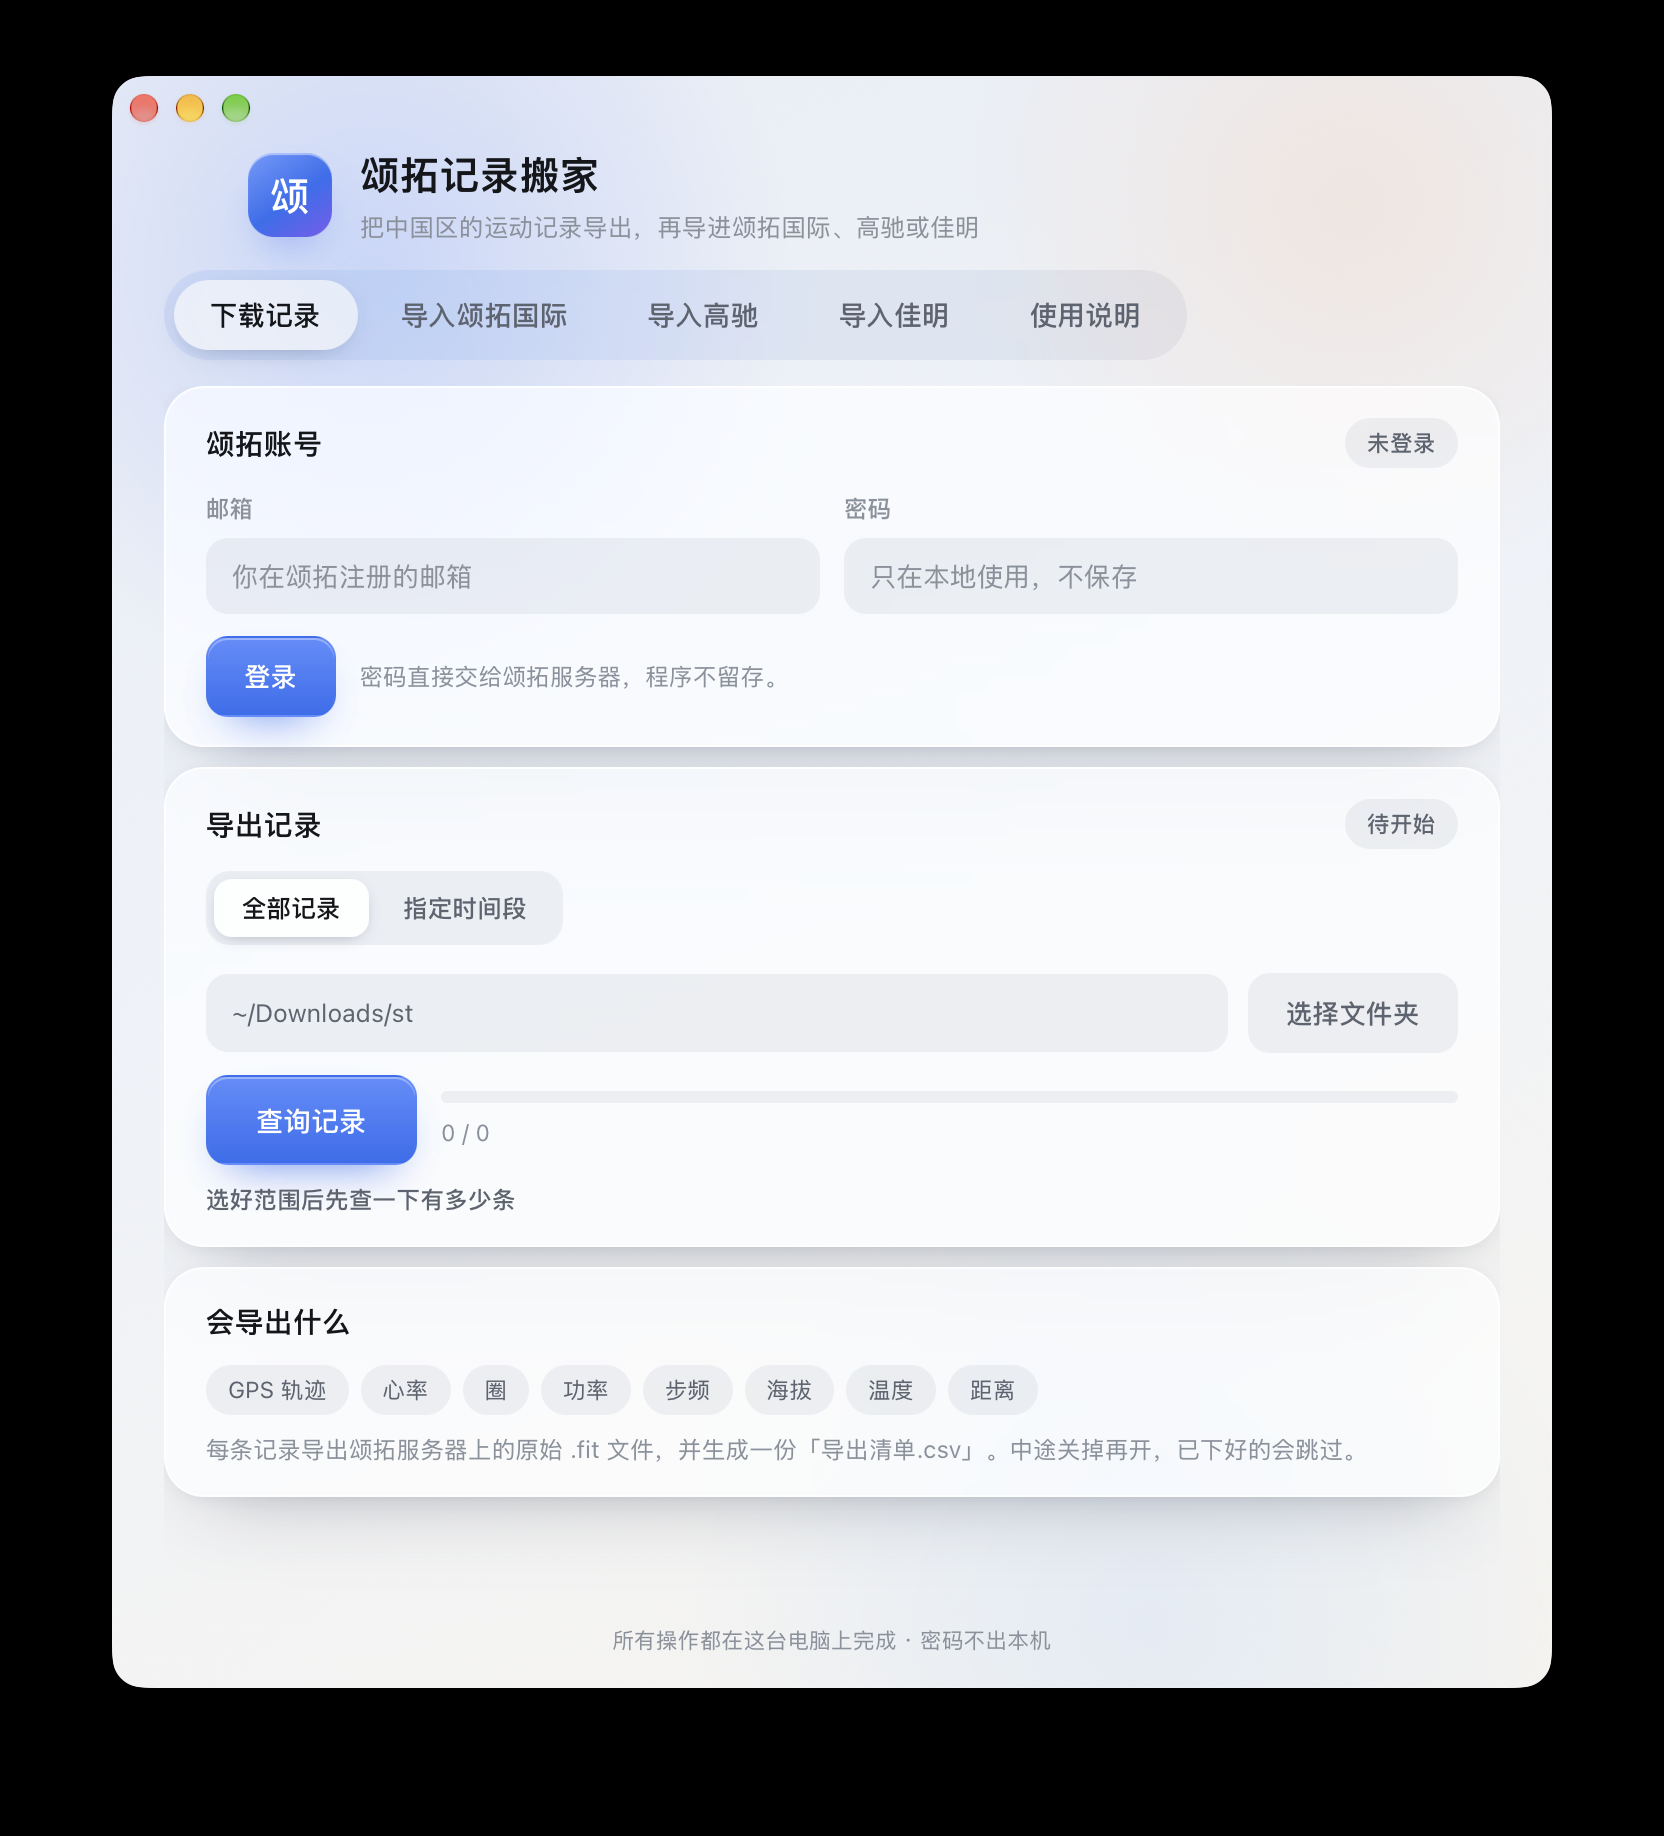 颂
颂拓记录搬家
把中国区的运动记录导出，再导进颂拓国际、高驰或佳明
下载记录 导入颂拓国际 导入高驰 导入佳明 使用说明
颂拓账号 未登录
邮箱 密码
你在颂拓注册的邮箱 只在本地使用，不保存
登录 密码直接交给颂拓服务器，程序不留存。
导出记录 待开始
全部记录 指定时间段
~/Downloads/st 选择文件夹
查询记录 0 / 0
选好范围后先查一下有多少条
会导出什么
GPS 轨迹 心率 圈 功率 步频 海拔 温度 距离
每条记录导出颂拓服务器上的原始 .fit 文件，并生成一份「导出清单.csv」。中途关掉再开，已下好的会跳过。
所有操作都在这台电脑上完成 · 密码不出本机